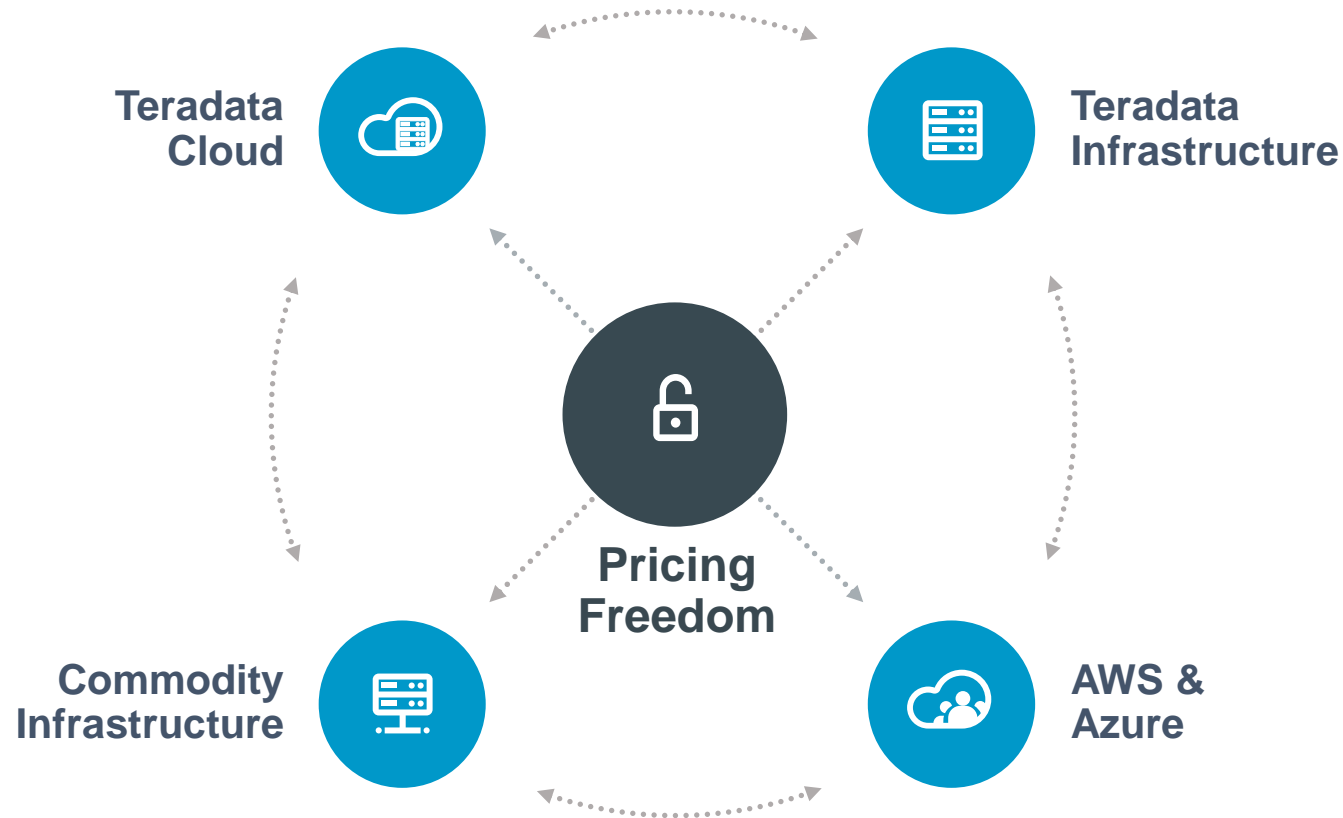 Teradata
Cloud
Teradata
Infrastructure
Pricing
Freedom
Commodity
Infrastructure
AWS &
Azure